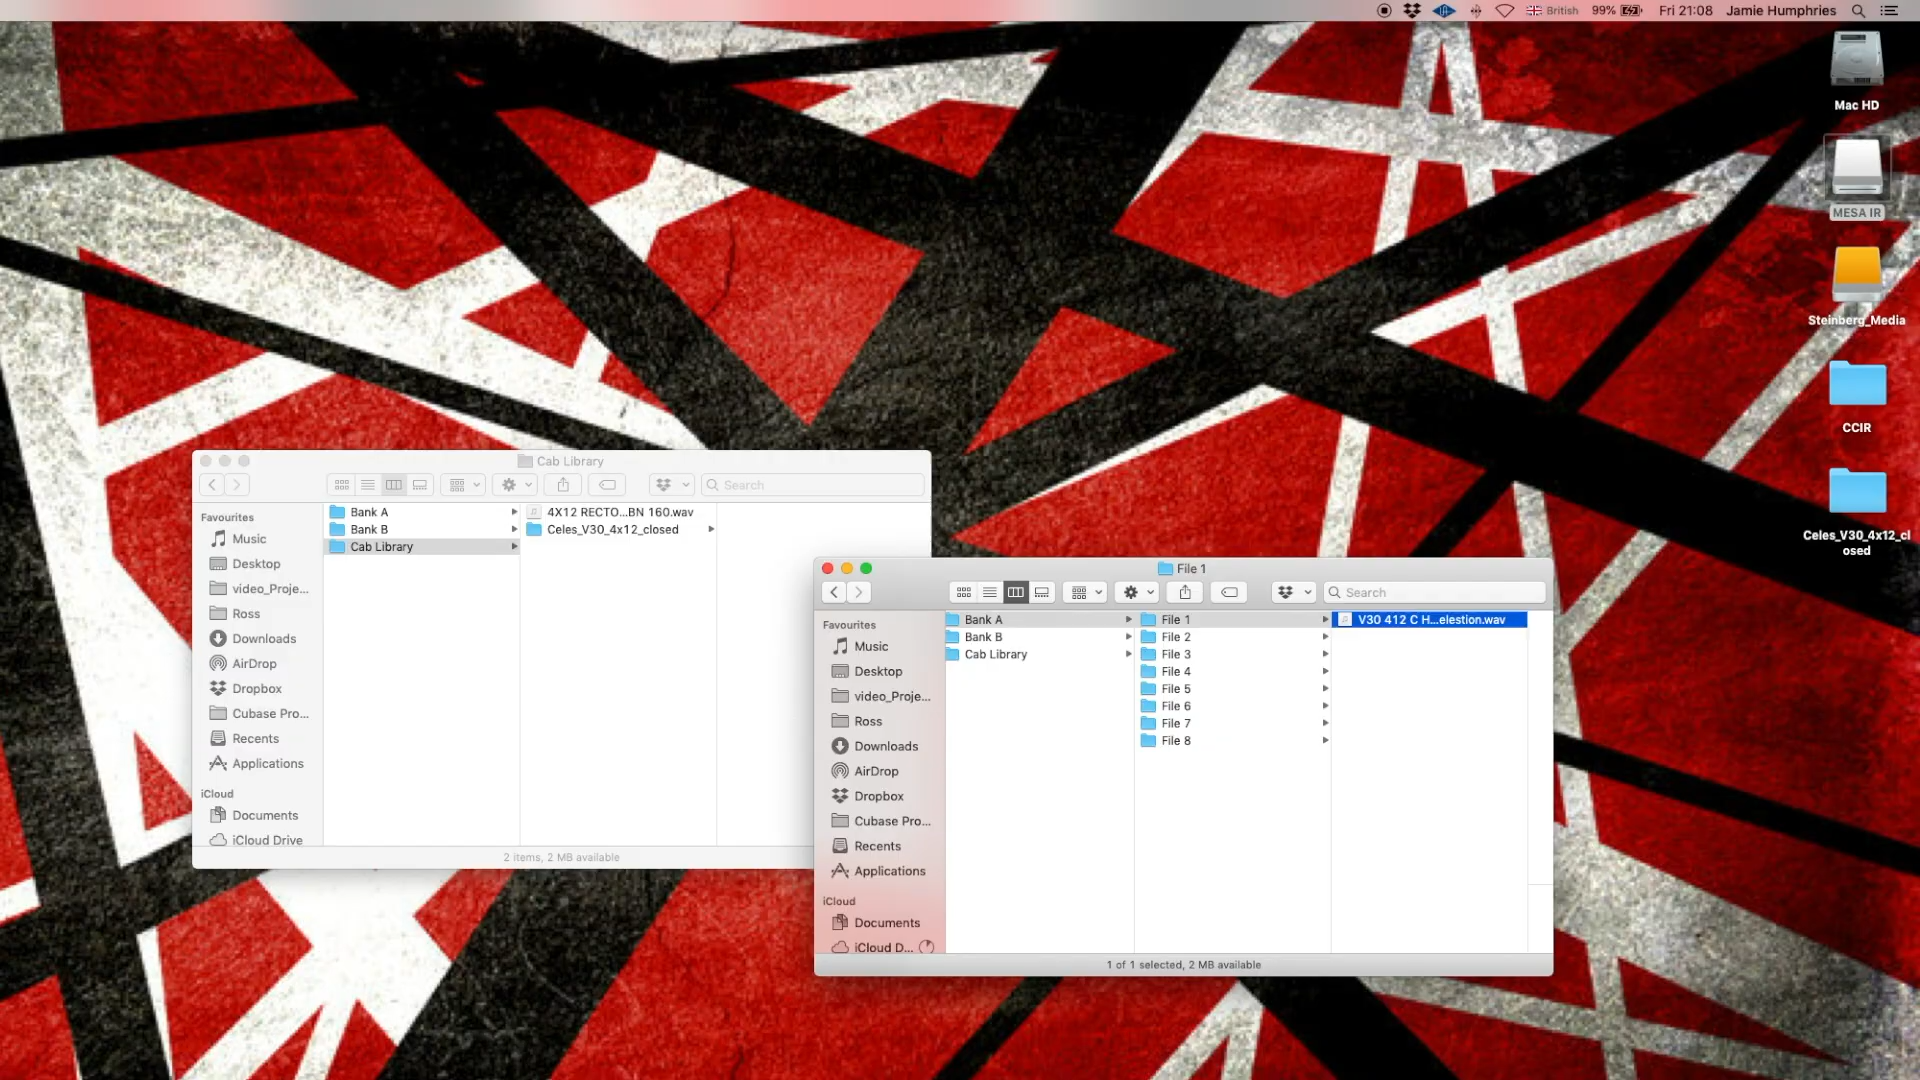 British 99% Fri 21:08 Jamie Humphries
Mac HD
MESA IR
Steinberg_Media
CCIR
Celes_V30_4x12_cl
osed
Cab Library
Search
Favourites
Music
Desktop
video_Proje...
Ross
Downloads
AirDrop
Dropbox
Cubase Pro...
Recents
Applications
iCloud
Documents
iCloud Drive
Bank A
Bank B
Cab Library
4X12 RECTO...BN 160.wav
Celes_V30_4x12_closed
2 items, 2 MB available
File 1
Search
Favourites
Music
Desktop
video_Proje...
Ross
Downloads
AirDrop
Dropbox
Cubase Pro...
Recents
Applications
iCloud
Documents
iCloud D...
Bank A
Bank B
Cab Library
File 1
File 2
File 3
File 4
File 5
File 6
File 7
File 8
V30 412 C H...elestion.wav
1 of 1 selected, 2 MB available